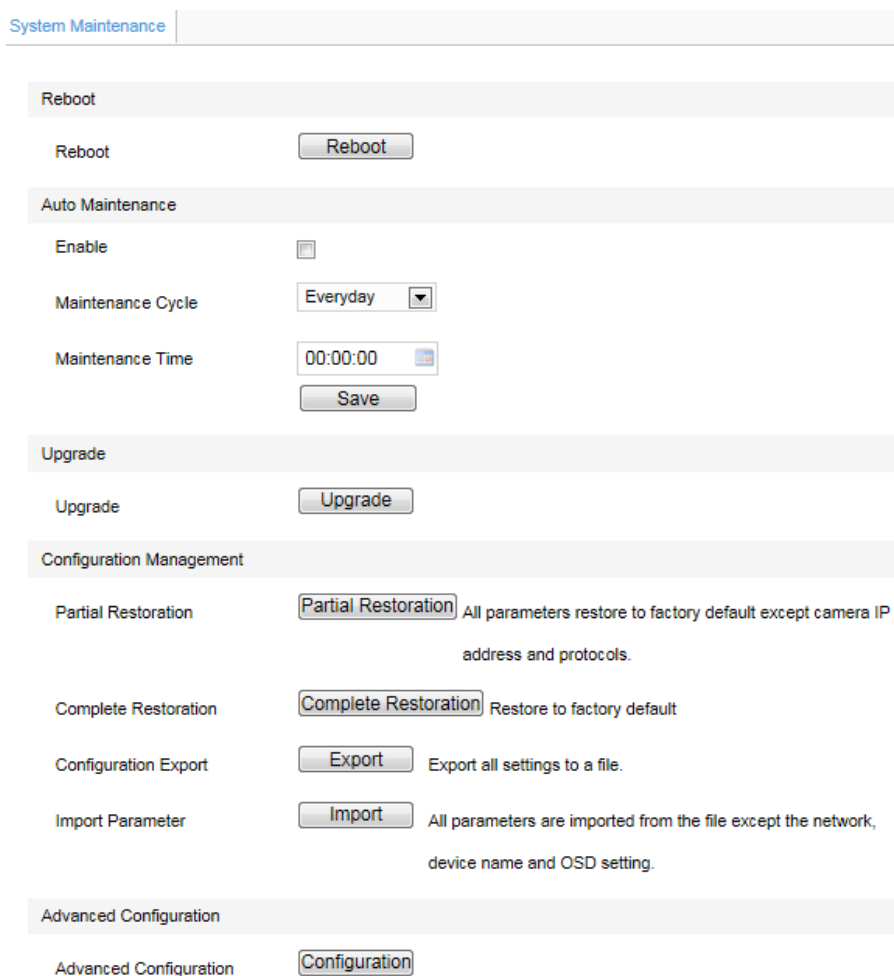 System Maintenance
Reboot
Reboot Reboot
Auto Maintenance
Enable
Maintenance Cycle Everyday
Maintenance Time 00:00:00
Save
Upgrade
Upgrade Upgrade
Configuration Management
Partial Restoration Partial Restoration All parameters restore to factory default except camera IP
address and protocols.
Complete Restoration Complete Restoration Restore to factory default
Configuration Export Export Export all settings to a file.
Import Parameter Import All parameters are imported from the file except the network,
device name and OSD setting.
Advanced Configuration
Advanced Configuration Configuration